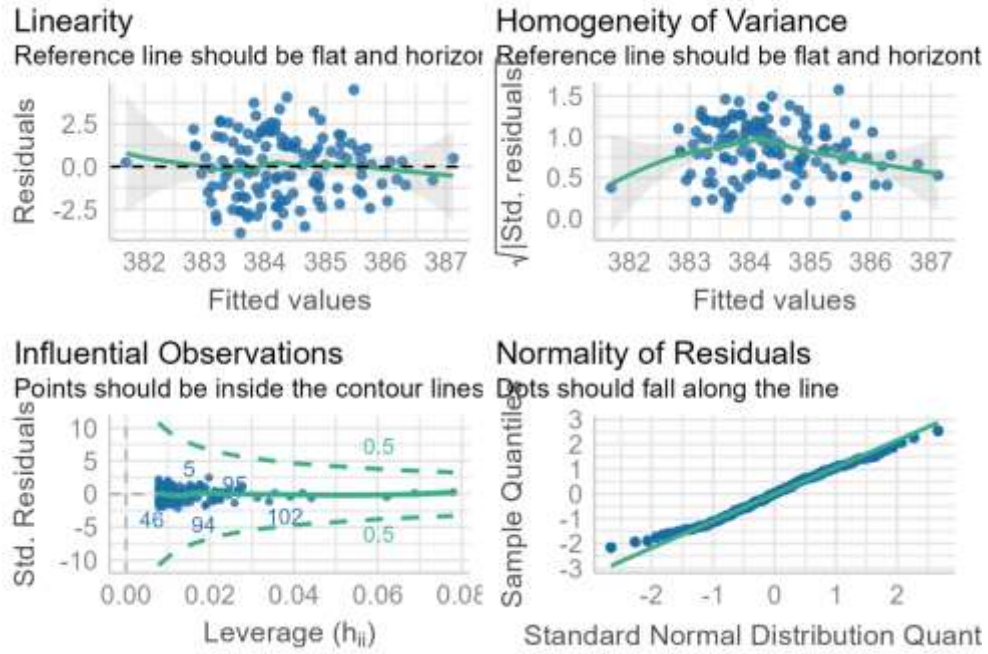 Linearity
Reference line should be flat and horizor
Residuals
2.5
0.0
-2.5
382 383 384 385 386 387
Fitted values
Homogeneity of Variance
Reference line should be flat and horizont
√|Std. residuals|
1.5
1.0
0.5
0.0
382 383 384 385 386 387
Fitted values
Influential Observations
Points should be inside the contour lines
Std. Residuals
10
5
0
-5
-10
0.5
5
95
46
94
102
0.5
0.00 0.02 0.04 0.06 0.08
Leverage (hii)
Normality of Residuals
Dots should fall along the line
Sample Quantiles
3
2
1
0
-1
-2
-3
-2 -1 0 1 2
Standard Normal Distribution Quant